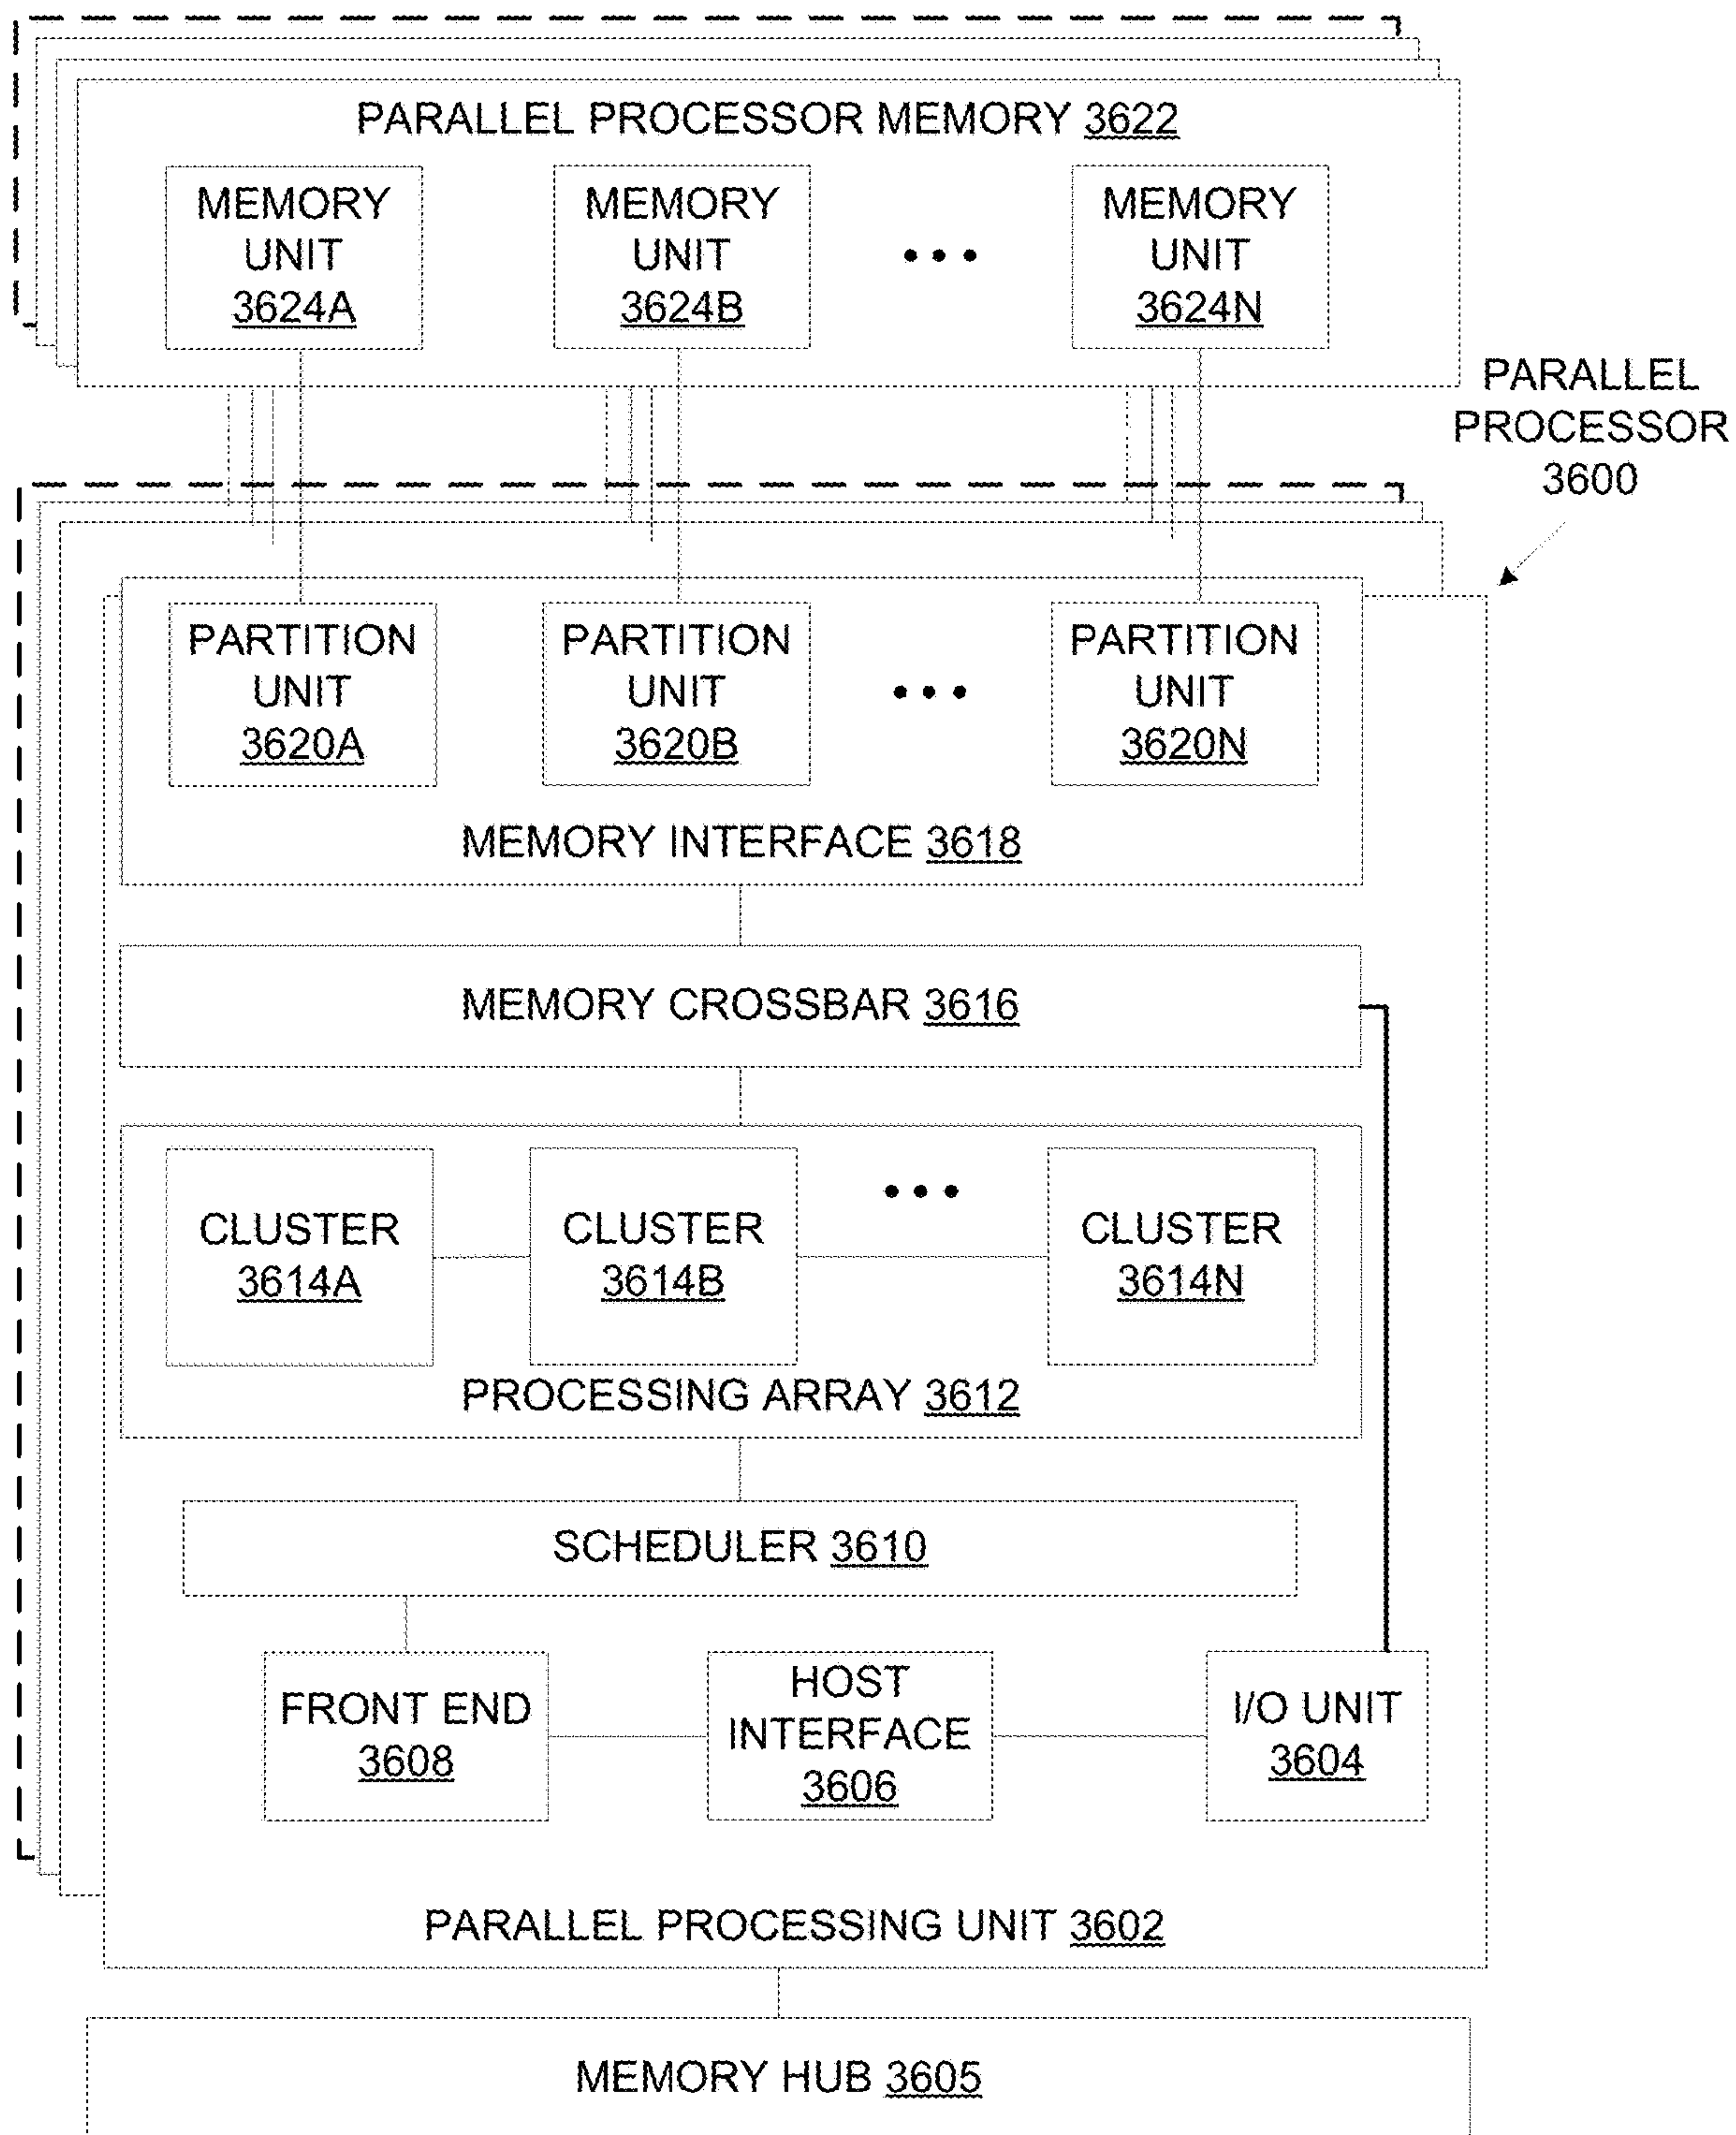 PARALLEL PROCESSOR MEMORY 3622
MEMORY
UNIT
3624A
MEMORY
UNIT
3624B
MEMORY
UNIT
3624N
PARALLEL
PROCESSOR
3600
PARTITION
UNIT
3620A
PARTITION
UNIT
3620B
PARTITION
UNIT
3620N
MEMORY INTERFACE 3618
MEMORY CROSSBAR 3616
CLUSTER
3614A
CLUSTER
3614B
CLUSTER
3614N
PROCESSING ARRAY 3612
SCHEDULER 3610
FRONT END
3608
HOST
INTERFACE
3606
I/O UNIT
3604
PARALLEL PROCESSING UNIT 3602
MEMORY HUB 3605